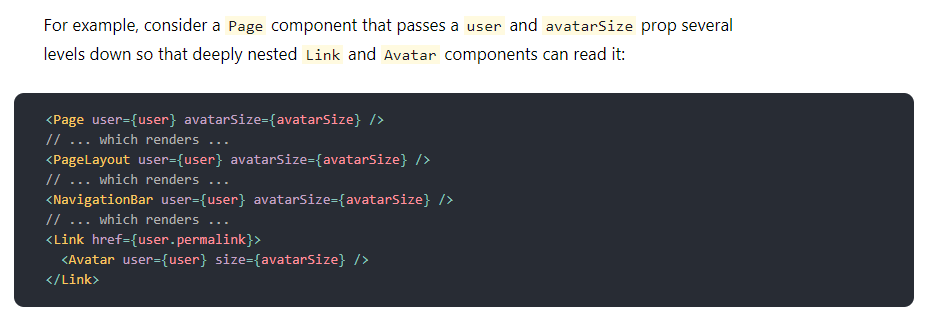 For example, consider a Page component that passes a user and avatarSize prop several
levels down so that deeply nested Link and Avatar components can read it:
<Page user={user} avatarSize={avatarSize} />
// ... which renders ...
<PageLayout user={user} avatarSize={avatarSize} />
// ... which renders ...
<NavigationBar user={user} avatarSize={avatarSize} />
// ... which renders ...
<Link href={user.permalink}>
  <Avatar user={user} size={avatarSize} />
</Link>